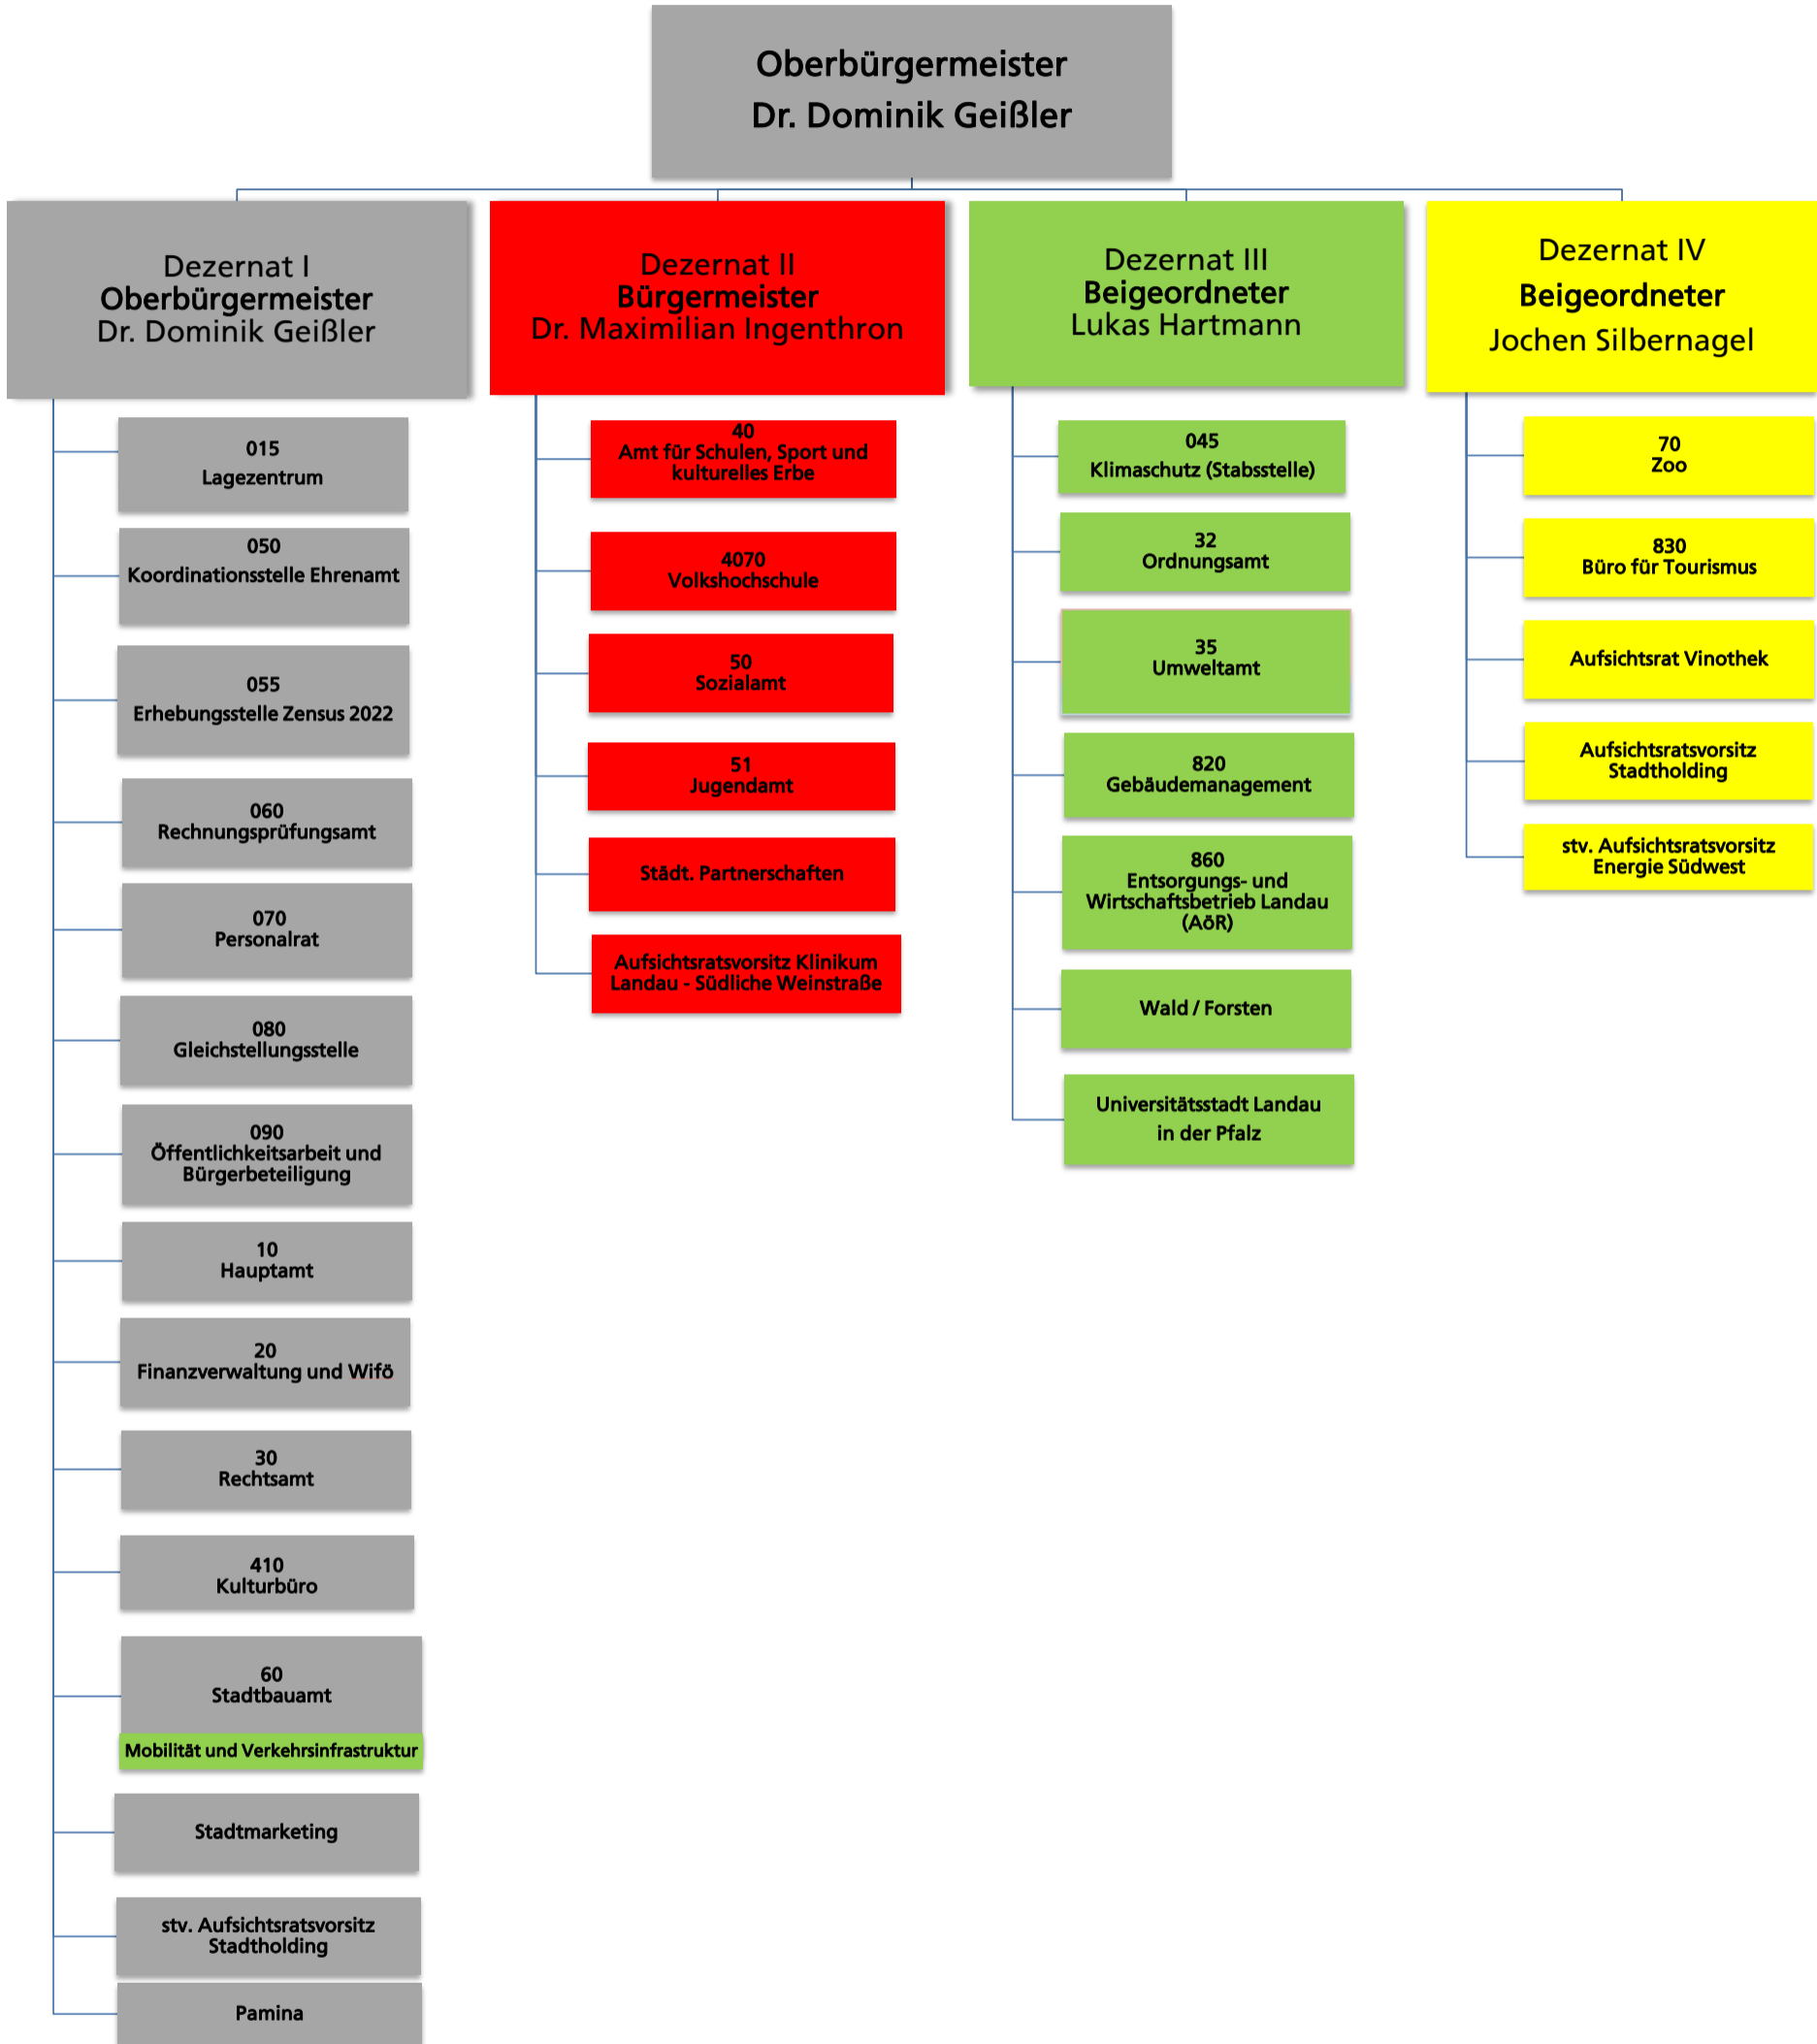 Oberbürgermeister
Dr. Dominik Geißler
Dezernat I
Oberbürgermeister
Dr. Dominik Geißler
015
Lagezentrum
050
Koordinationsstelle Ehrenamt
055
Erhebungsstelle Zensus 2022
060
Rechnungsprüfungsamt
070
Personalrat
080
Gleichstellungsstelle
090
Öffentlichkeitsarbeit und
Bürgerbeteiligung
10
Hauptamt
20
Finanzverwaltung und Wifö
30
Rechtsamt
410
Kulturbüro
60
Stadtbauamt
Mobilität und Verkehrsinfrastruktur
Stadtmarketing
stv. Aufsichtsratsvorsitz
Stadtholding
Pamina
Dezernat II
Bürgermeister
Dr. Maximilian Ingenthron
40
Amt für Schulen, Sport und
kulturelles Erbe
4070
Volkshochschule
50
Sozialamt
51
Jugendamt
Städt. Partnerschaften
Aufsichtsratsvorsitz Klinikum
Landau - Südliche Weinstraße
Dezernat III
Beigeordneter
Lukas Hartmann
045
Klimaschutz (Stabsstelle)
32
Ordnungsamt
35
Umweltamt
820
Gebäudemanagement
860
Entsorgungs- und
Wirtschaftsbetrieb Landau
(AöR)
Wald / Forsten
Universitätsstadt Landau
in der Pfalz
Dezernat IV
Beigeordneter
Jochen Silbernagel
70
Zoo
830
Büro für Tourismus
Aufsichtsrat Vinothek
Aufsichtsratsvorsitz
Stadtholding
stv. Aufsichtsratsvorsitz
Energie Südwest